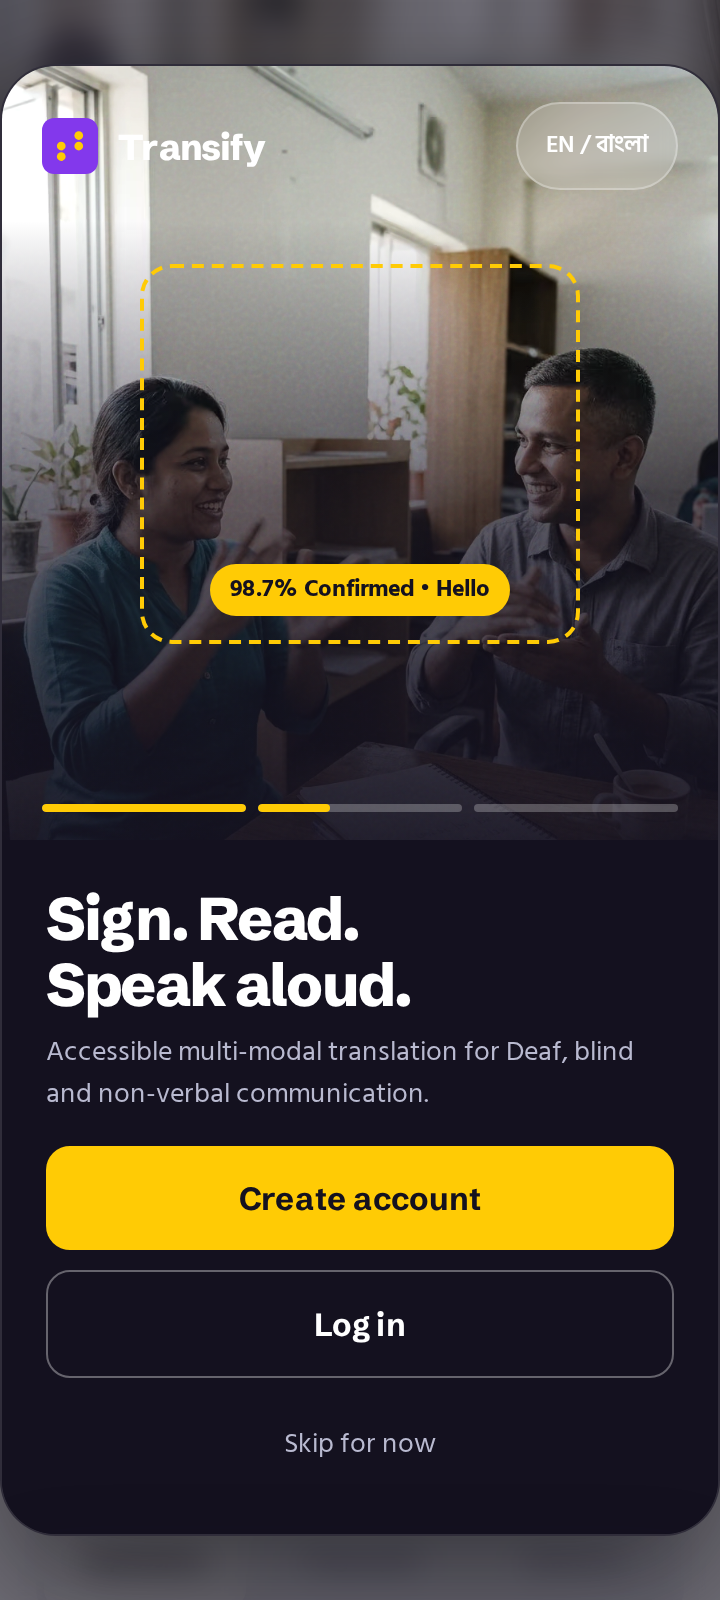 Transify
EN / বাংলা
98.7% Confirmed • Hello
Sign. Read.
Speak aloud.
Accessible multi-modal translation for Deaf, blind
and non-verbal communication.
Create account
Log in
Skip for now